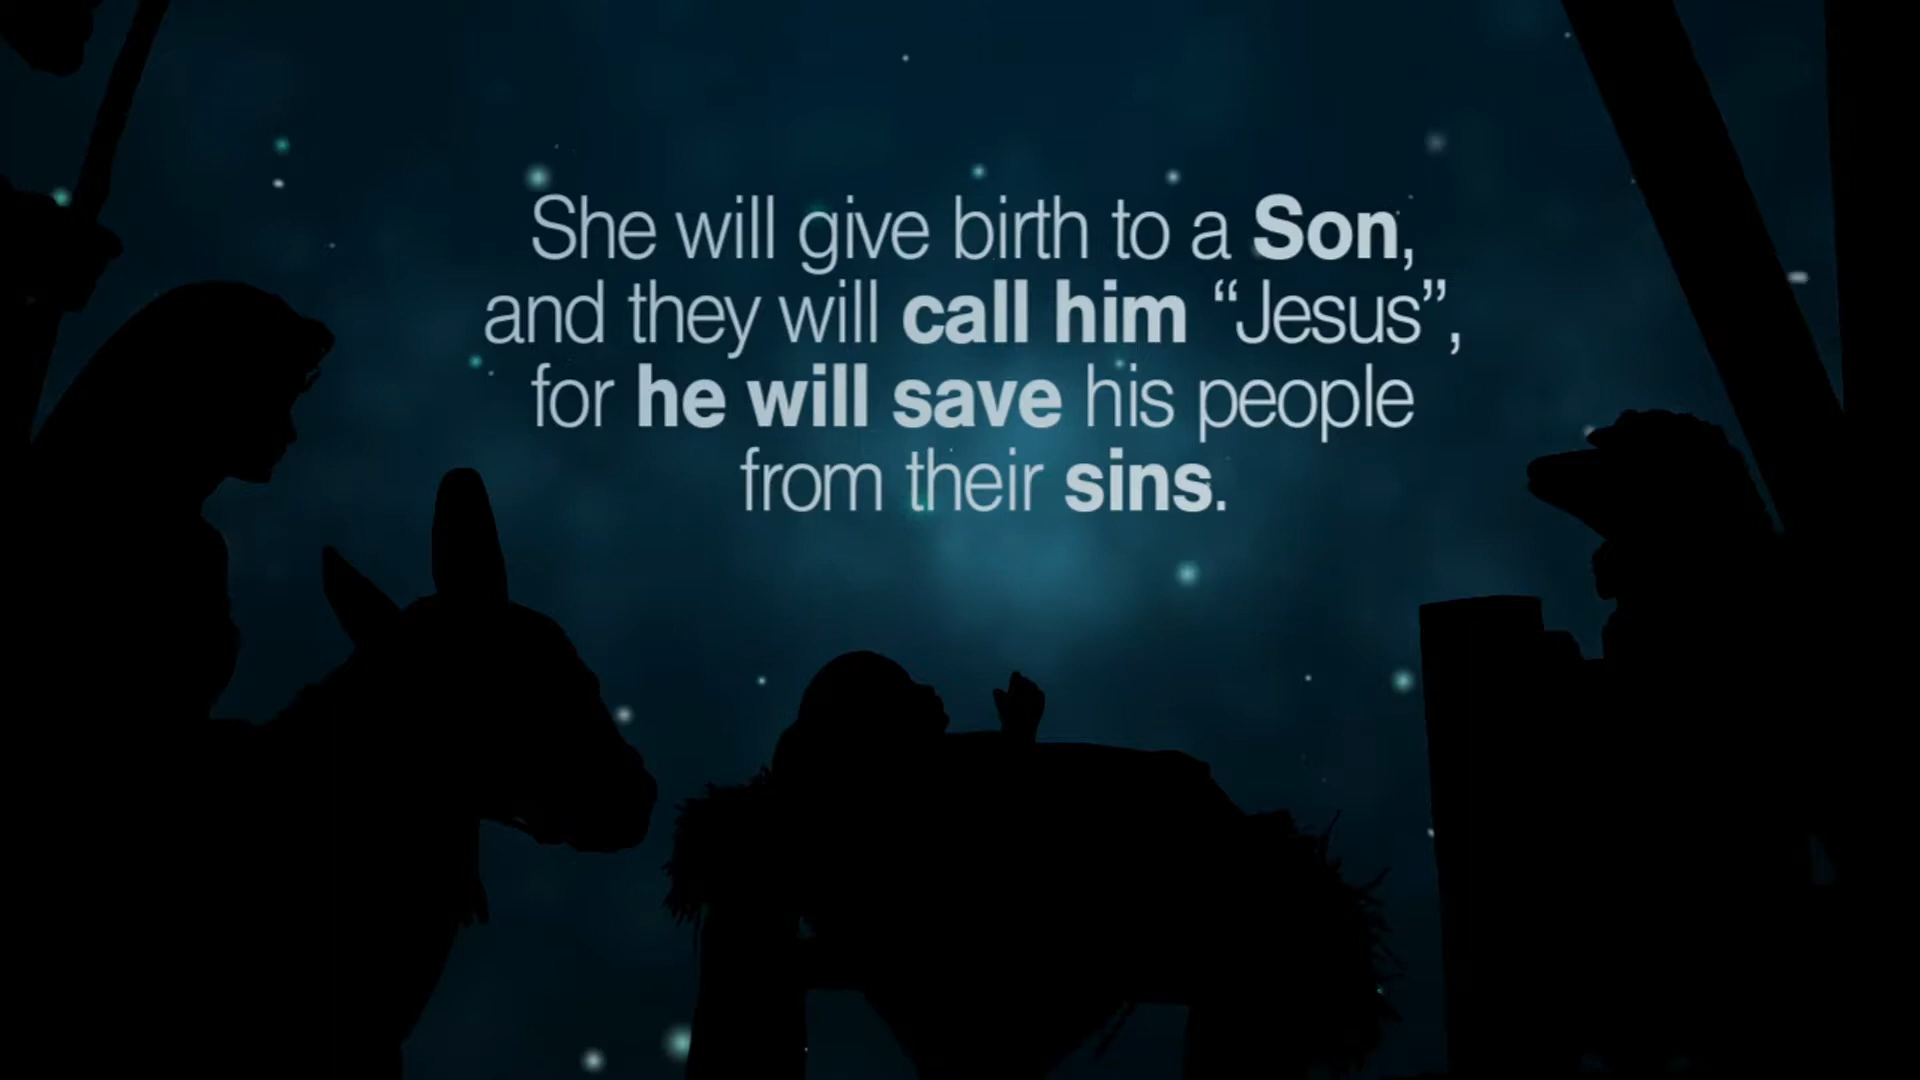 She will give birth to a Son,
and they will call him “Jesus”,
for he will save his people
from their sins.